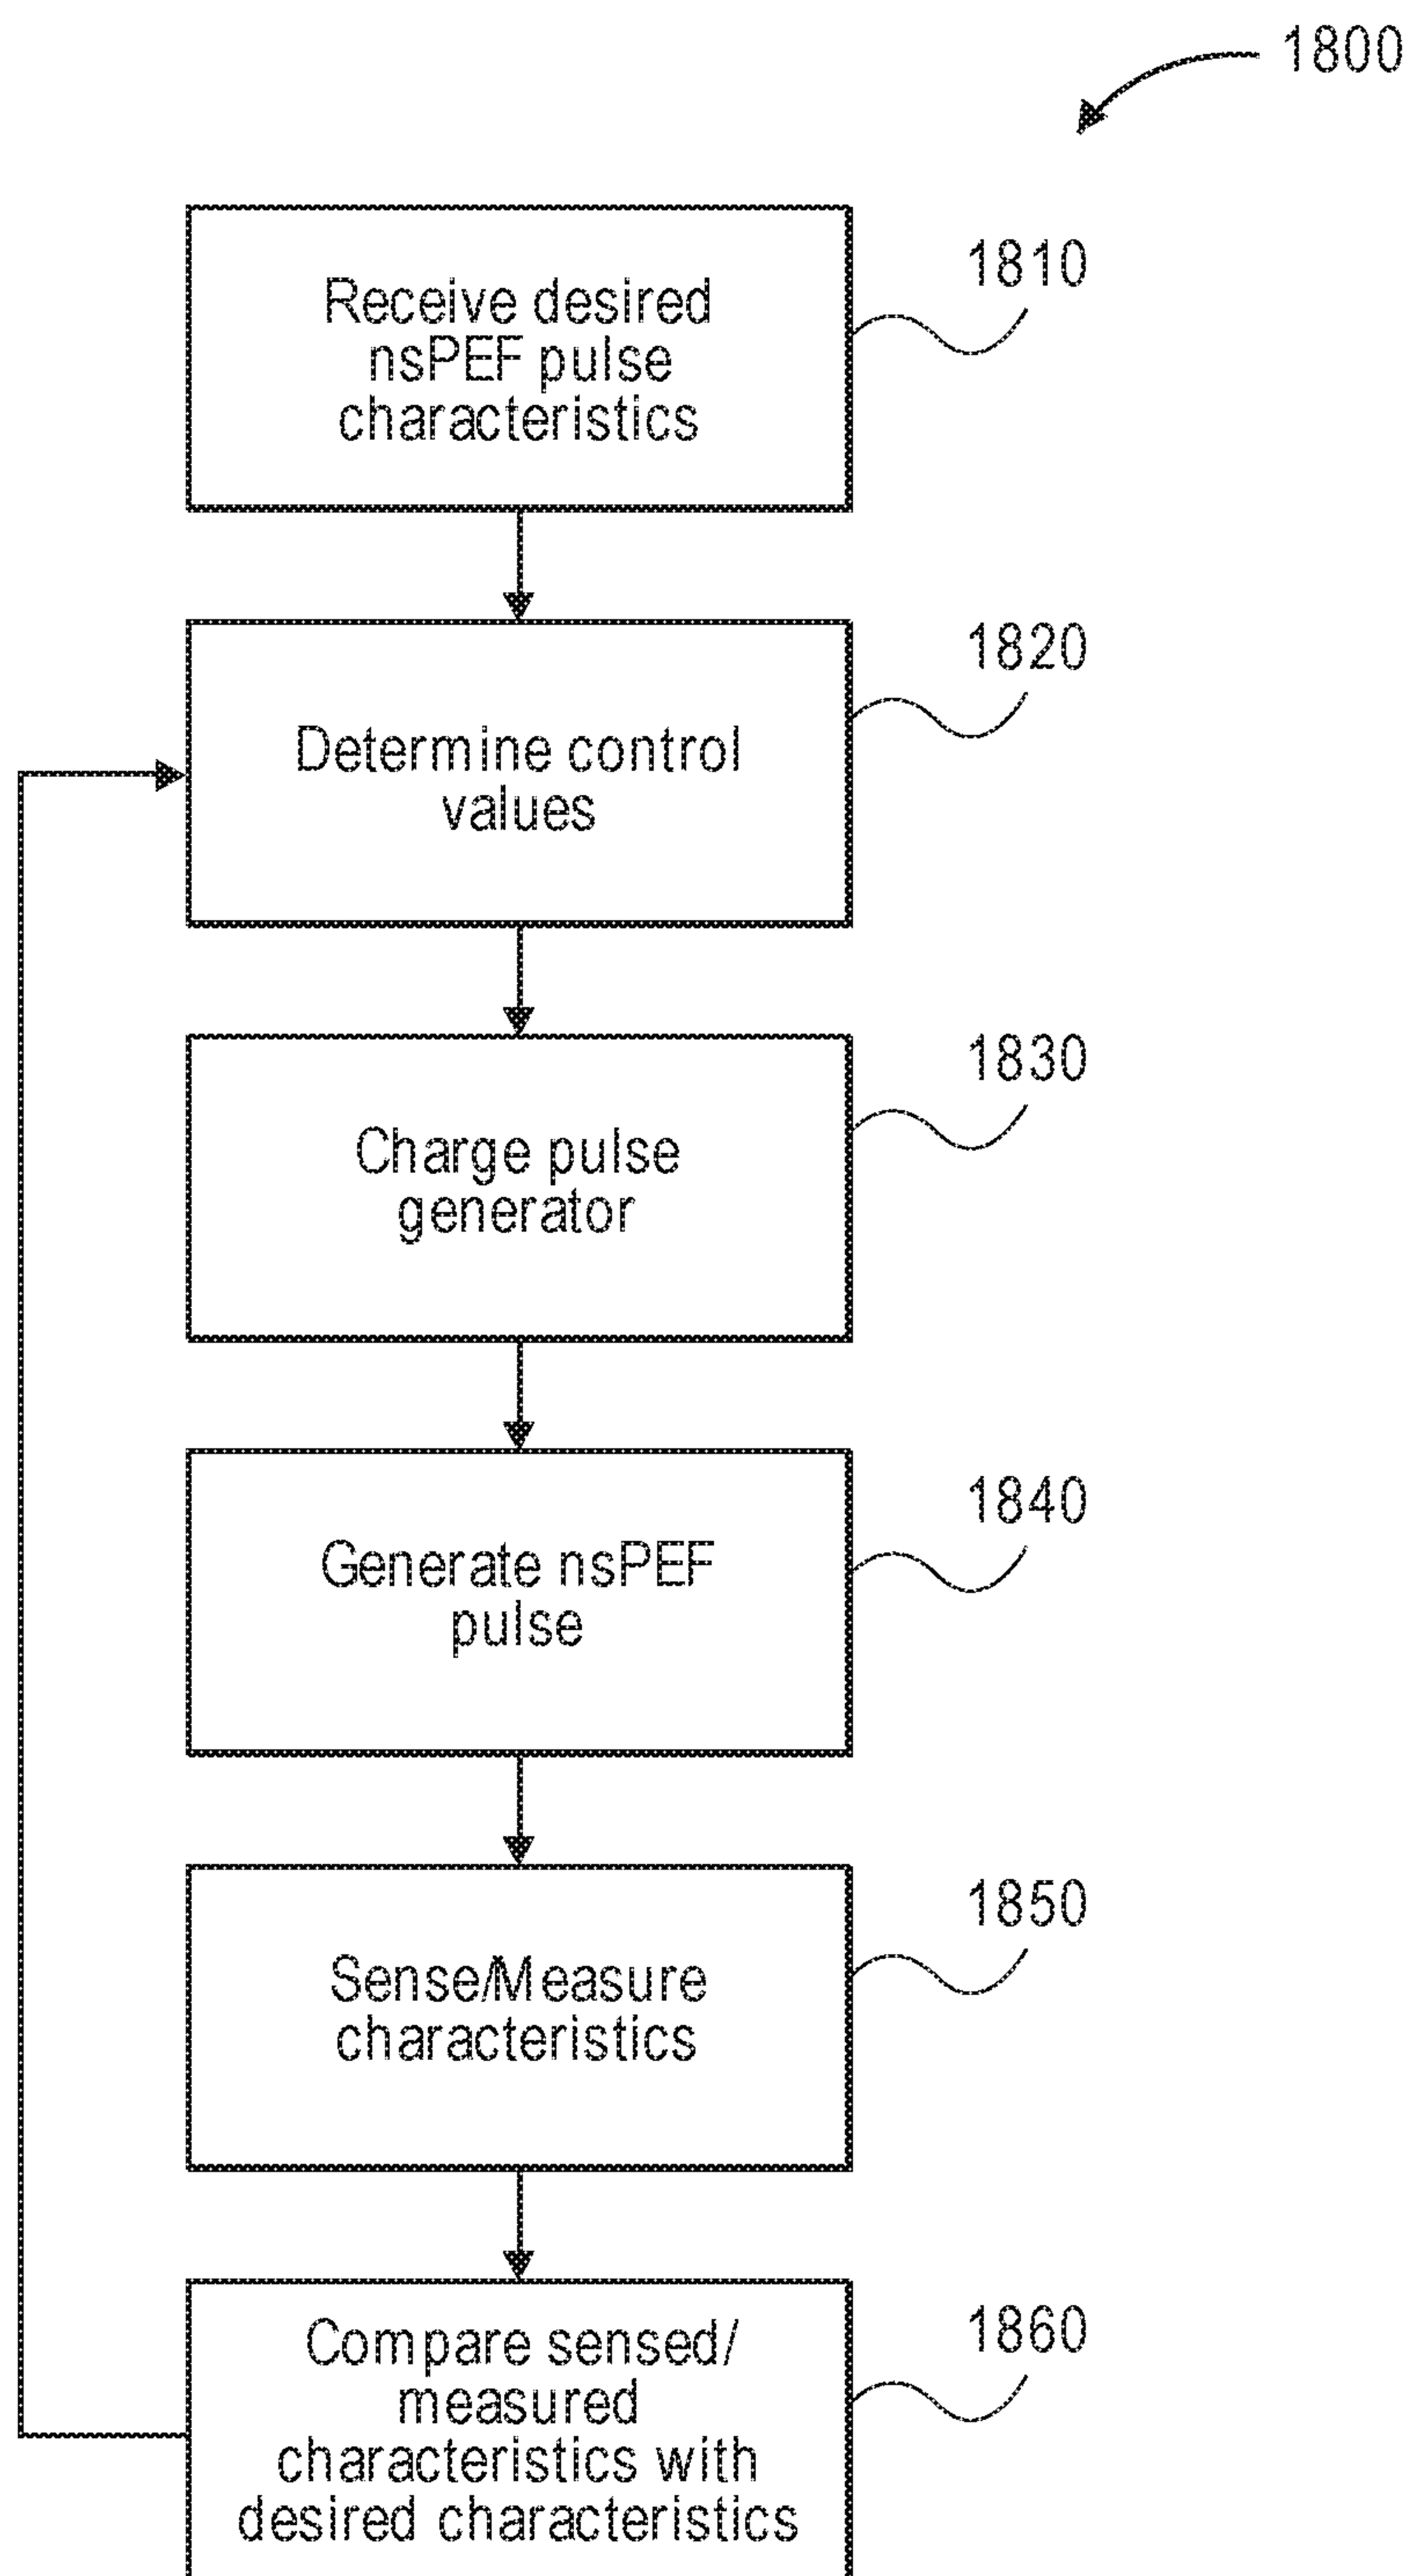 1800
Receive desired
nsPEF pulse
characteristics
1810
Determine control
values
1820
Charge pulse
generator
1830
Generate nsPEF
pulse
1840
Sense/Measure
characteristics
1850
Compare sensed/
measured
characteristics with
desired characteristics
1860